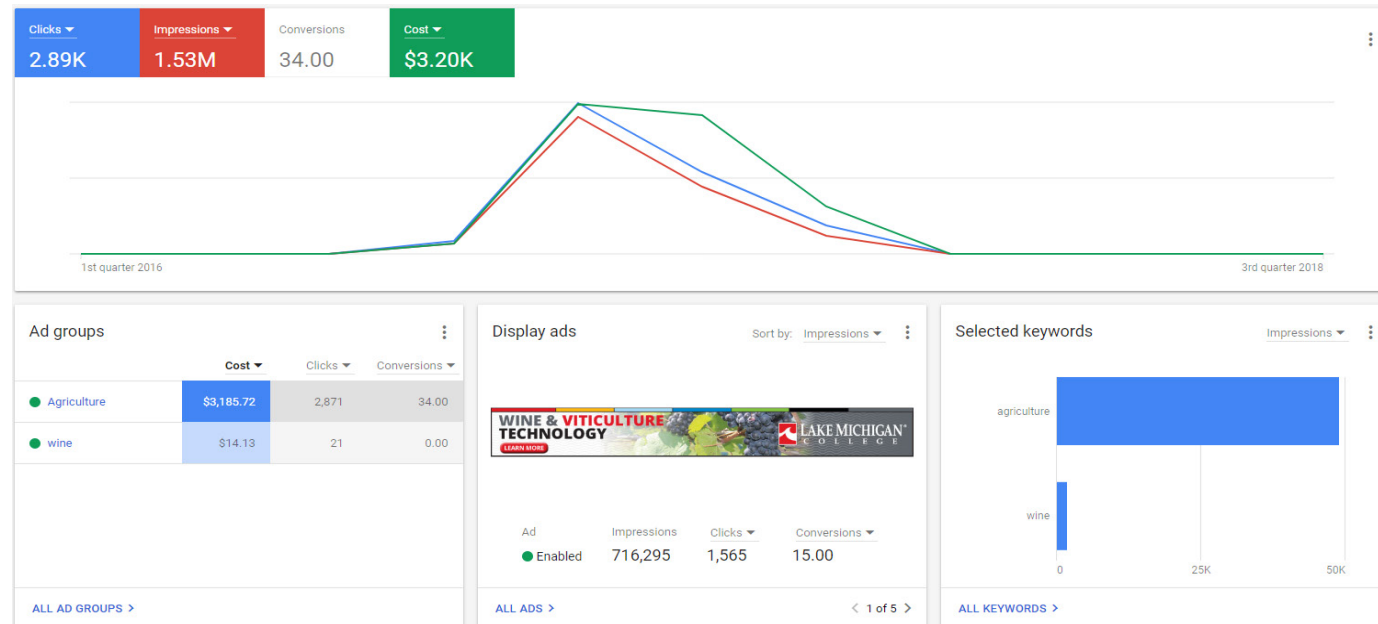 Clicks Impressions Conversions Cost
2.89K 1.53M 34.00 $3.20K
1st quarter 2016 3rd quarter 2018
Ad groups
Cost Clicks Conversions
Agriculture $3,185.72 2,871 34.00
wine $14.13 21 0.00
ALL AD GROUPS >
Display ads Sort by: Impressions
WINE & VITICULTURE
TECHNOLOGY
LEARN MORE
LAKE MICHIGAN
COLLEGE
Ad Impressions Clicks Conversions
Enabled 716,295 1,565 15.00
ALL ADS > < 1 of 5 >
Selected keywords Impressions
agriculture
wine
0 25K 50K
ALL KEYWORDS >